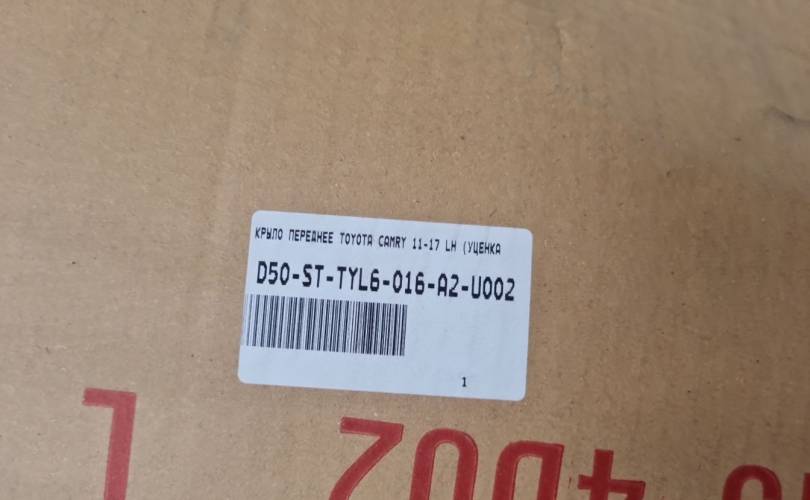 КРЫЛО ПЕРЕДНЕЕ TOYOTA CAMRY 11-17 LH (УЦЕНКА
D50-ST-TYL6-016-A2-U002
1